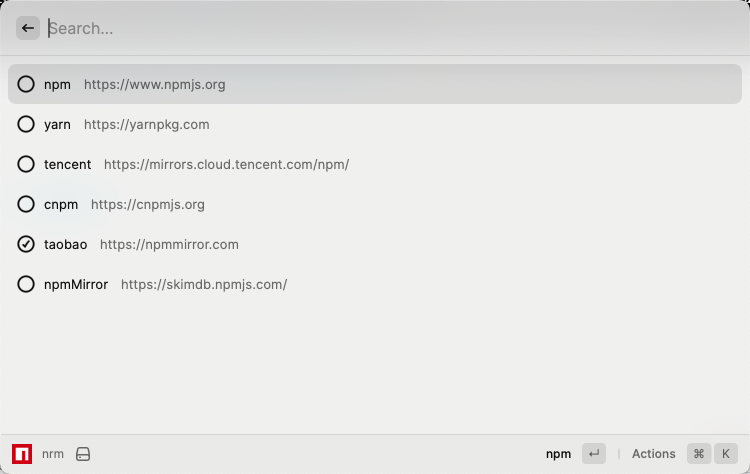 Search...
npm https://www.npmjs.org
yarn https://yarnpkg.com
tencent https://mirrors.cloud.tencent.com/npm/
cnpm https://cnpmjs.org
taobao https://npmmirror.com
npmMirror https://skimdb.npmjs.com/
nrm npm ↵ | Actions ⌘ K